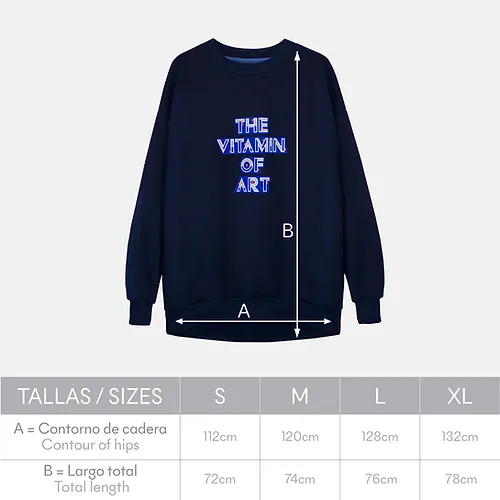 THE
VITAMIN
OF
ART
B
A
TALLAS / SIZES S M L XL
A = Contorno de cadera
Contour of hips
112cm 120cm 128cm 132cm
B = Largo total
Total length
72cm 74cm 76cm 78cm